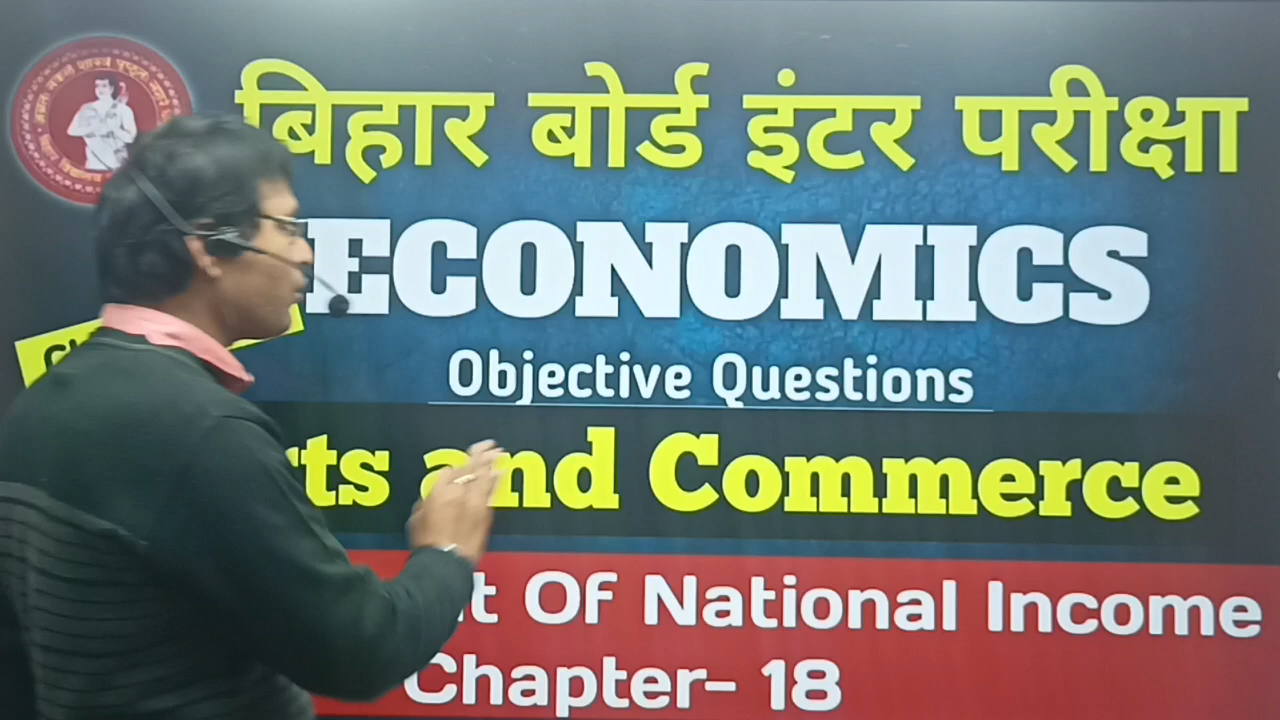 बिहार बोर्ड इंटर परीक्षा
ECONOMICS
Objective Questions
and Commerce
Of National Income
Chapter- 18